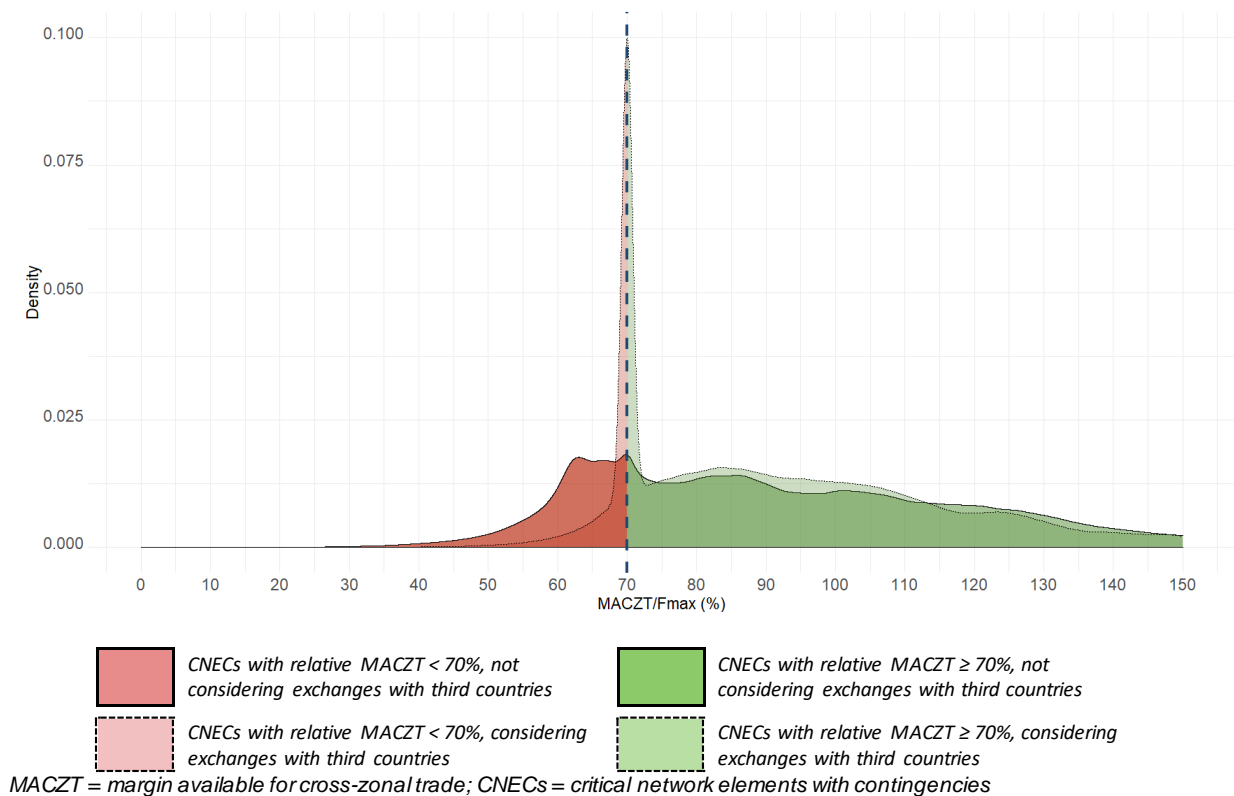 0.100
0.075
0.050
0.025
0.000
Density
0 10 20 30 40 50 60 70 80 90 100 110 120 130 140 150
MACZT/Fmax (%)
CNECs with relative MACZT < 70%, not
considering exchanges with third countries
CNECs with relative MACZT ≥ 70%, not
considering exchanges with third countries
CNECs with relative MACZT < 70%, considering
exchanges with third countries
CNECs with relative MACZT ≥ 70%, considering
exchanges with third countries
MACZT = margin available for cross-zonal trade; CNECs = critical network elements with contingencies